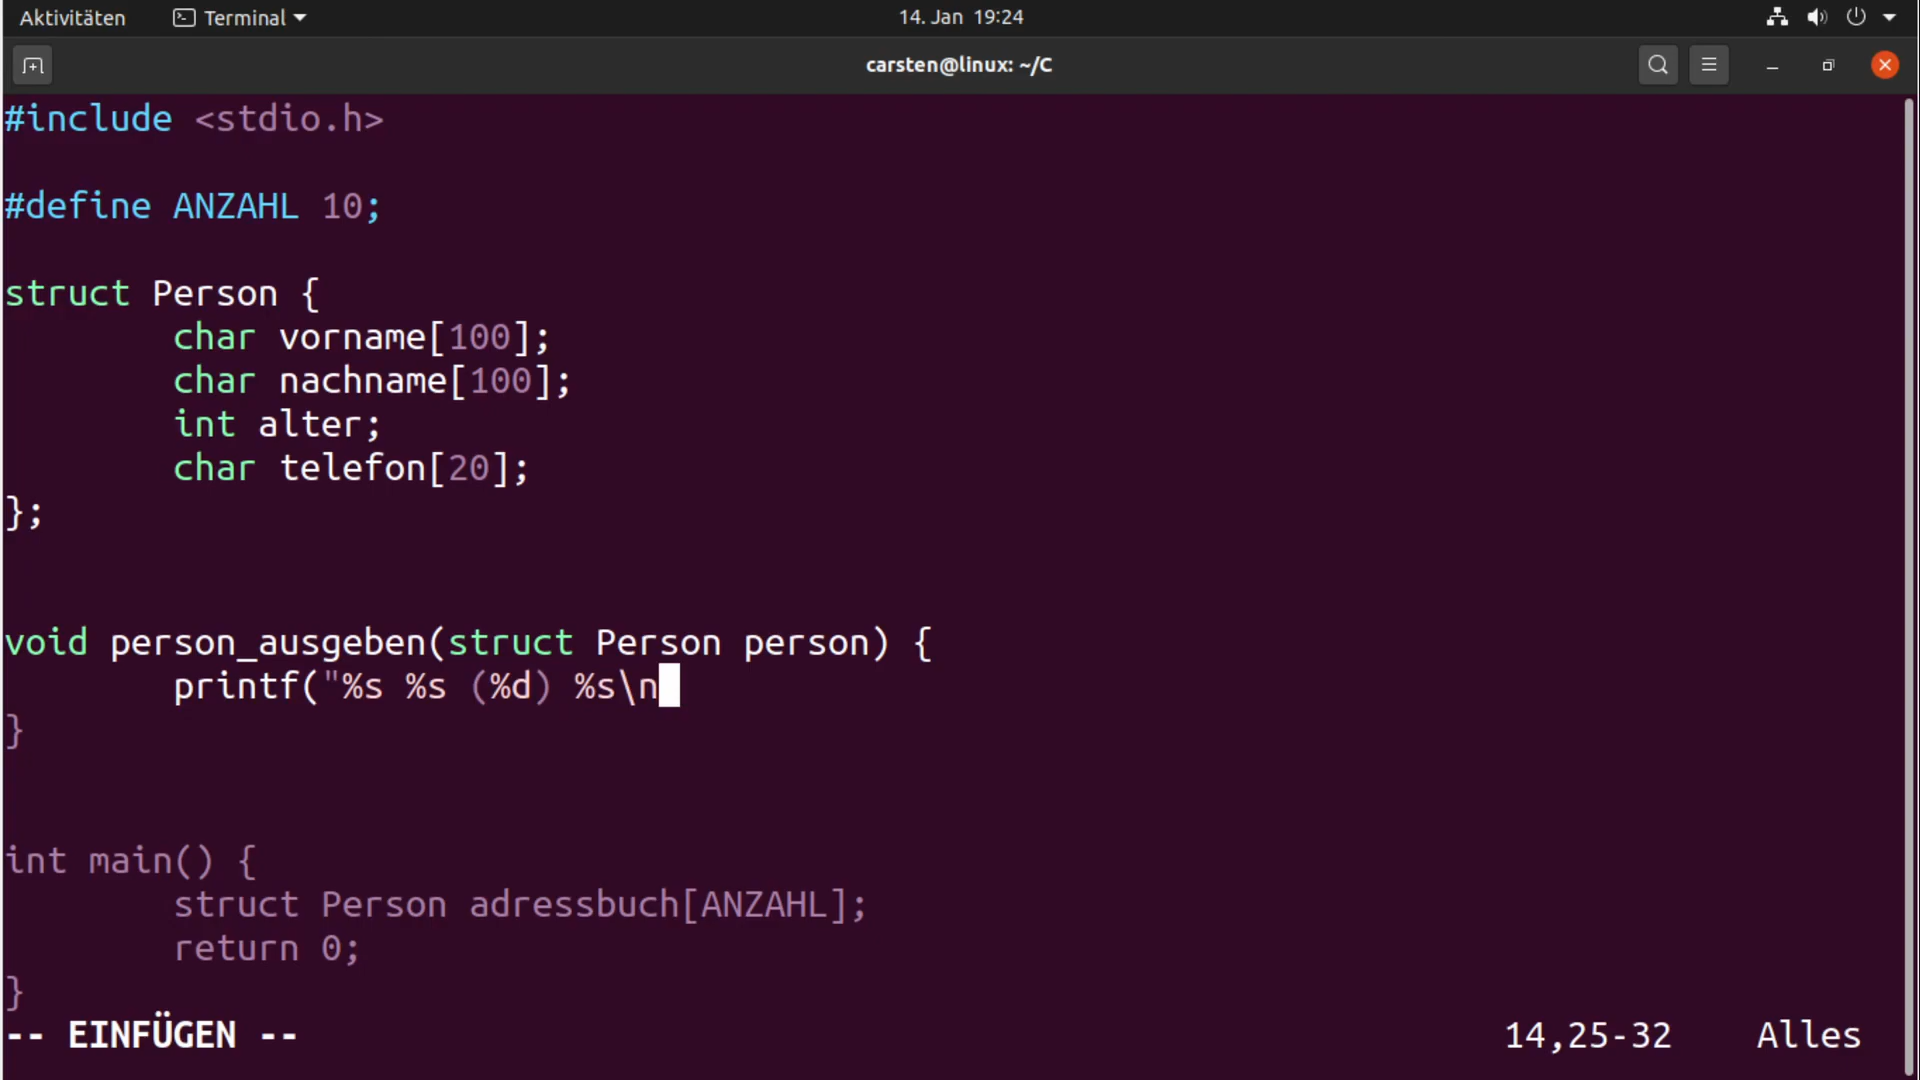 Aktivitäten Terminal 14. Jan 19:24
carsten@linux: ~/C
#include <stdio.h>
#define ANZAHL 10;
struct Person {
char vorname[100];
char nachname[100];
int alter;
char telefon[20];
};
void person_ausgeben(struct Person person) {
printf("%s %s (%d) %s\n
}
int main() {
struct Person adressbuch[ANZAHL];
return 0;
}
-- EINFÜGEN -- 14,25-32 Alles